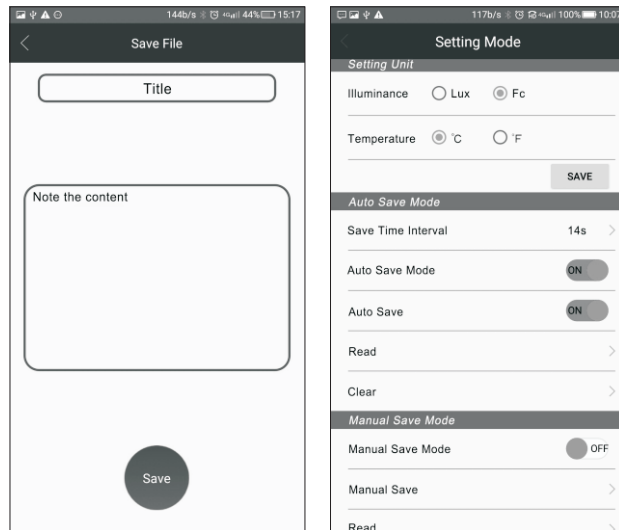 144b/s 4G 44% 15:17
Save File
Title
Note the content
Save
117b/s 4G 100% 10:07
Setting Mode
Setting Unit
Illuminance Lux Fc
Temperature °C °F
SAVE
Auto Save Mode
Save Time Interval 14s
Auto Save Mode ON
Auto Save ON
Read
Clear
Manual Save Mode
Manual Save Mode OFF
Manual Save
Read